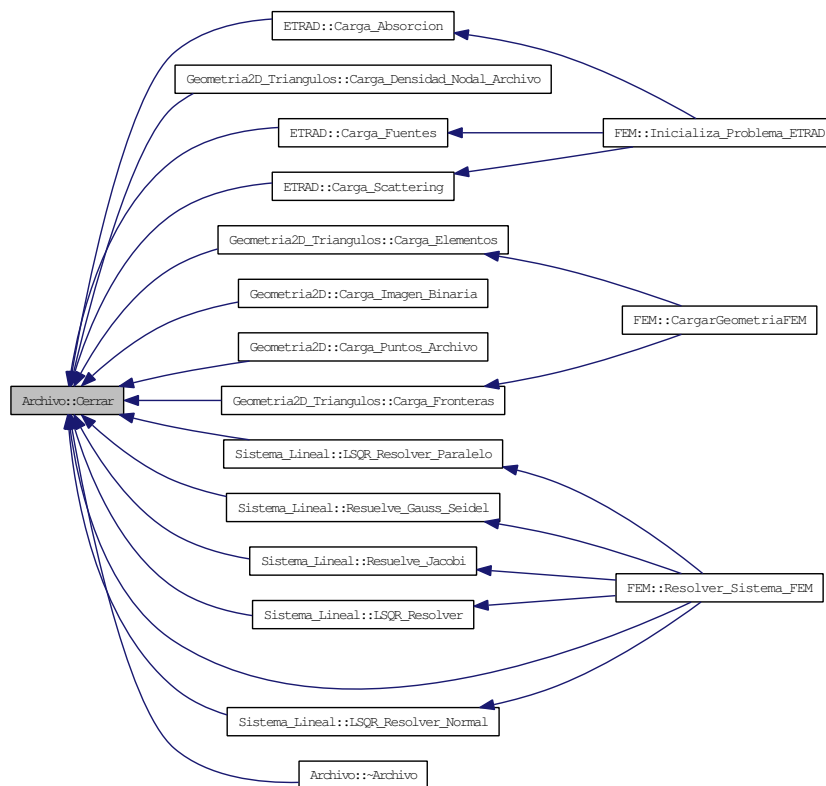 ETRAD::Carga_Absorcion
Geometria2D_Triangulos::Carga_Densidad_Nodal_Archivo
ETRAD::Carga_Fuentes
FEM::Inicializa_Problema_ETRAD
ETRAD::Carga_Scattering
Geometria2D_Triangulos::Carga_Elementos
Geometria2D::Carga_Imagen_Binaria
FEM::CargarGeometriaFEM
Geometria2D::Carga_Puntos_Archivo
Archivo::Cerrar
Geometria2D_Triangulos::Carga_Fronteras
Sistema_Lineal::LSQR_Resolver_Paralelo
Sistema_Lineal::Resuelve_Gauss_Seidel
Sistema_Lineal::Resuelve_Jacobi
FEM::Resolver_Sistema_FEM
Sistema_Lineal::LSQR_Resolver
Sistema_Lineal::LSQR_Resolver_Normal
Archivo::~Archivo